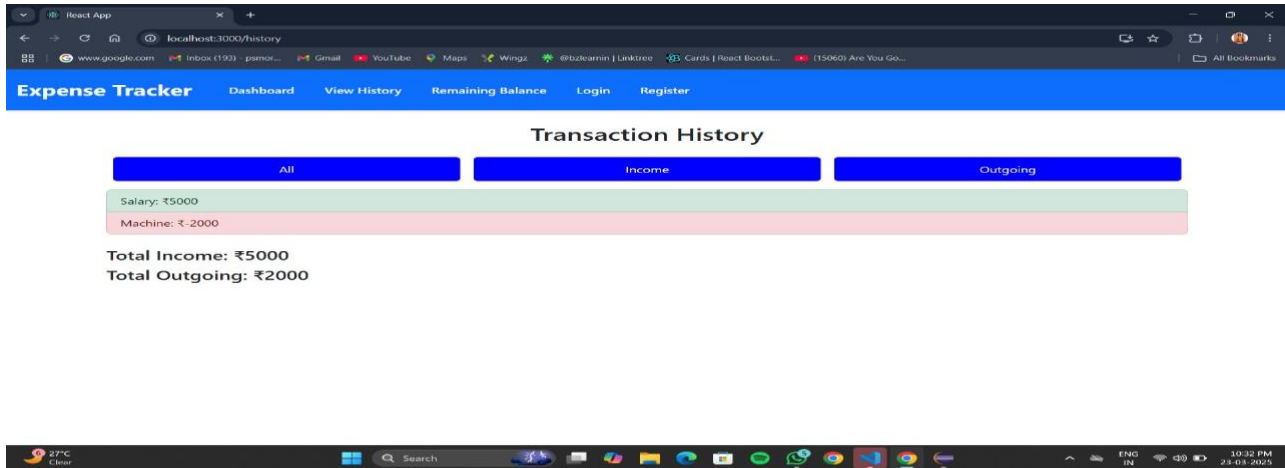 React App
localhost:3000/history
www.google.com Inbox (193) - psmor... Gmail YouTube Maps Wingz @bzlearnin | Linktree Cards | React Bootst... (15060) Are You Go... All Bookmarks
Expense Tracker Dashboard View History Remaining Balance Login Register
Transaction History
All Income Outgoing
Salary: ₹5000
Machine: ₹-2000
Total Income: ₹5000
Total Outgoing: ₹2000
27°C Search ENG 10:32 PM
Clear IN 23-03-2025